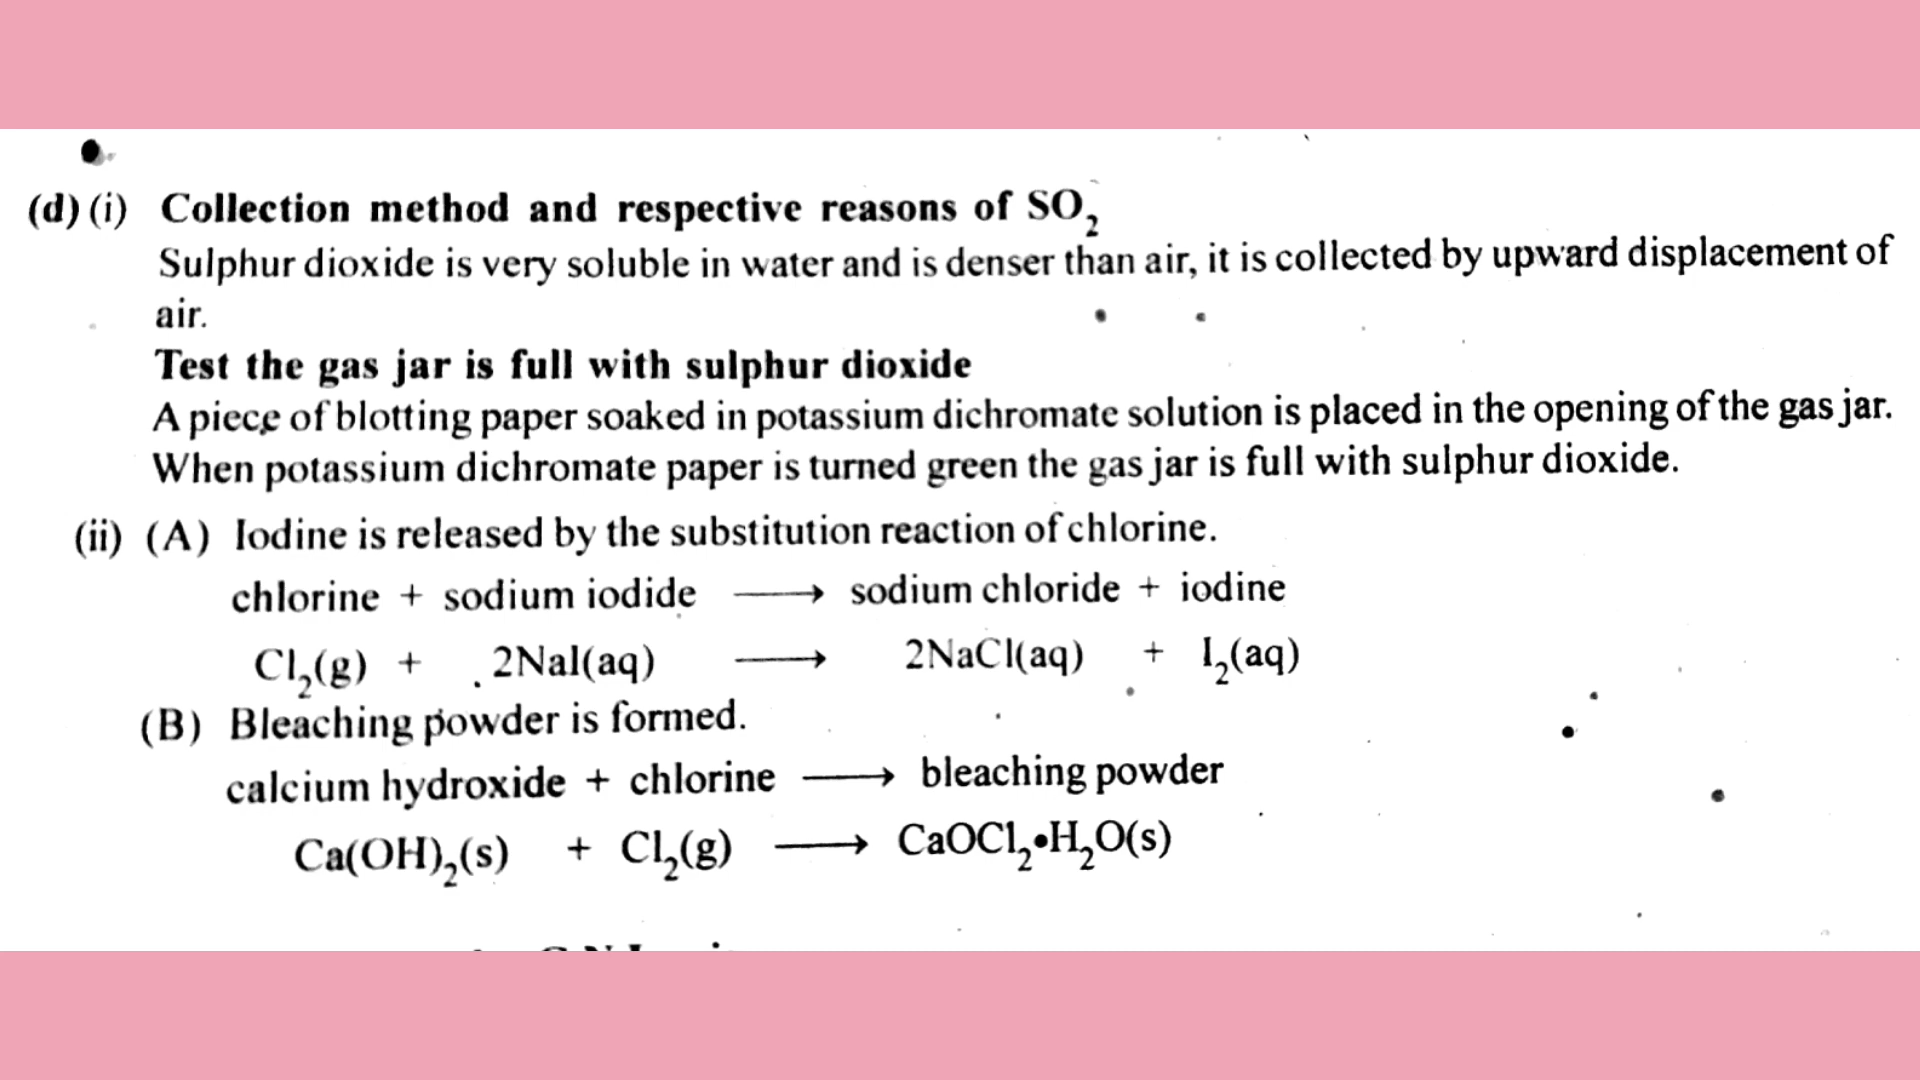 (d) (i) Collection method and respective reasons of SO₂
Sulphur dioxide is very soluble in water and is denser than air, it is collected by upward displacement of
air.
Test the gas jar is full with sulphur dioxide
A piece of blotting paper soaked in potassium dichromate solution is placed in the opening of the gas jar.
When potassium dichromate paper is turned green the gas jar is full with sulphur dioxide.
(ii) (A) Iodine is released by the substitution reaction of chlorine.
chlorine + sodium iodide ⟶ sodium chloride + iodine
Cl₂(g) + 2NaI(aq) ⟶ 2NaCl(aq) + I₂(aq)
(B) Bleaching powder is formed.
calcium hydroxide + chlorine ⟶ bleaching powder
Ca(OH)₂(s) + Cl₂(g) ⟶ CaOCl₂•H₂O(s)